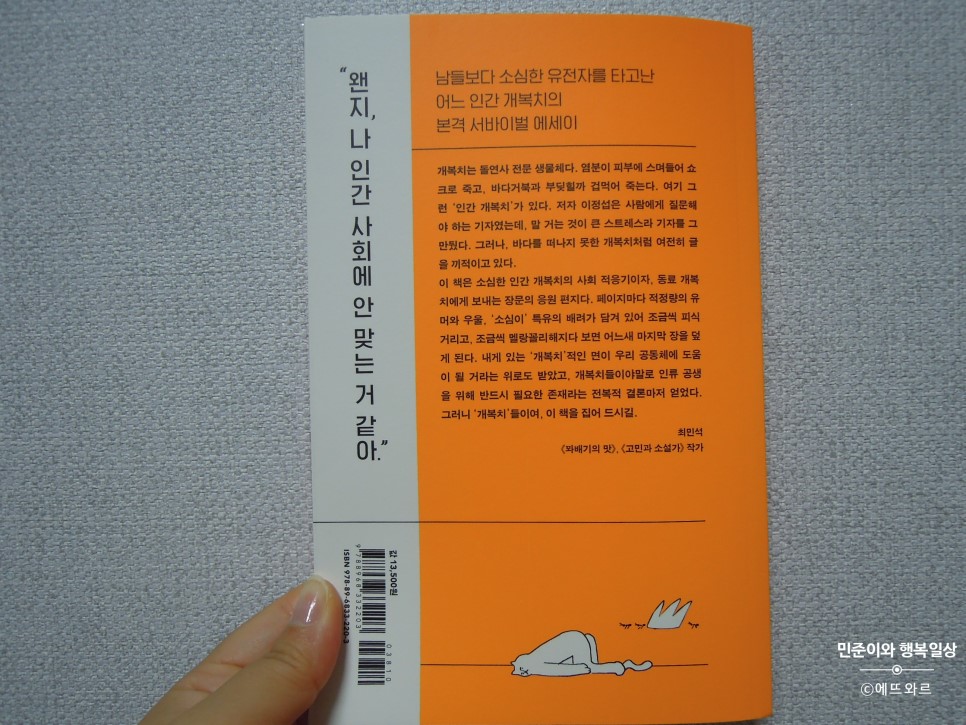 “왠지, 나 인간 사회에 안 맞는 거 같아.”
남들보다 소심한 유전자를 타고난
어느 인간 개복치의
본격 서바이벌 에세이
개복치는 돌연사 전문 생물체다. 염분이 피부에 스며들어 쇼
크로 죽고, 바다거북과 부딪힐까 겁먹어 죽는다. 여기 그
런 ‘인간 개복치’가 있다. 저자 이정섭은 사람에게 질문해
야 하는 기자였는데, 말 거는 것이 큰 스트레스라 기자를 그
만뒀다. 그러나, 바다를 떠나지 못한 개복치처럼 여전히 글
을 끼적이고 있다.
이 책은 소심한 인간 개복치의 사회 적응기이자, 동료 개복
치에게 보내는 장문의 응원 편지다. 페이지마다 적정량의 유
머와 우울, ‘소심이’ 특유의 배려가 담겨 있어 조금씩 피식
거리고, 조금씩 멜랑꼴리해지다 보면 어느새 마지막 장을 덮
게 된다. 내게 있는 ‘개복치’적인 면이 우리 공동체에 도움
이 될 거라는 위로도 받았고, 개복치들이야말로 인류 공생
을 위해 반드시 필요한 존재라는 전복적 결론마저 얻었다.
그러니 ‘개복치’들이여, 이 책을 집어 드시길.
최민석
《꽈배기의 맛》, 《고민과 소설가》 작가
값 13,500원
9 788968 332203
03810
ISBN 978-89-6833-220-3
민준이와 행복일상
©에뜨와르